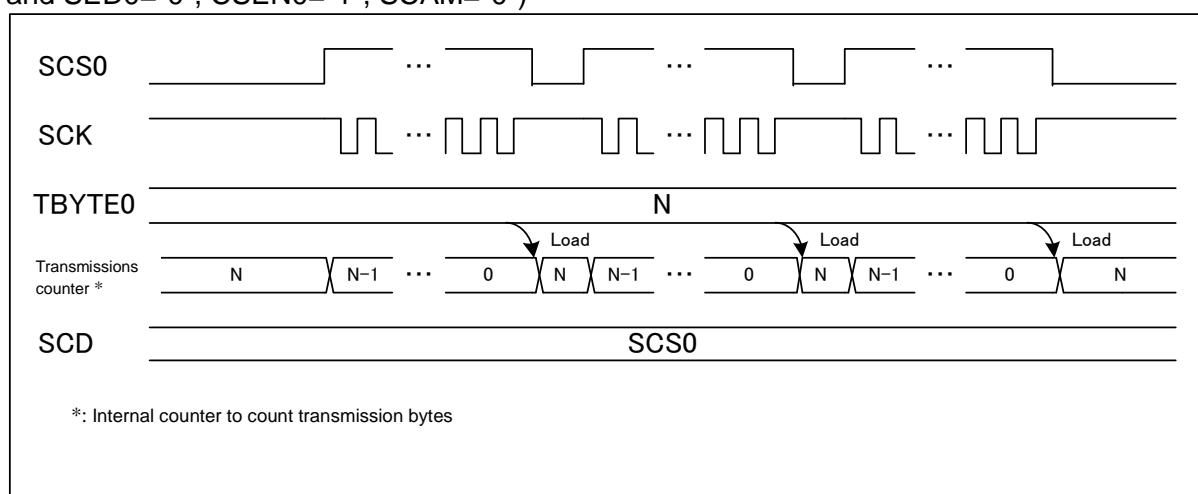 and SED0="0", CSEN0="1", SCAM="0")
SCS0
...
...
...
SCK
...
...
...
TBYTE0
N
Load
Load
Load
Transmissions
counter *
N
N-1
...
0
N
N-1
...
0
N
N-1
...
0
N
SCD
SCS0
*: Internal counter to count transmission bytes